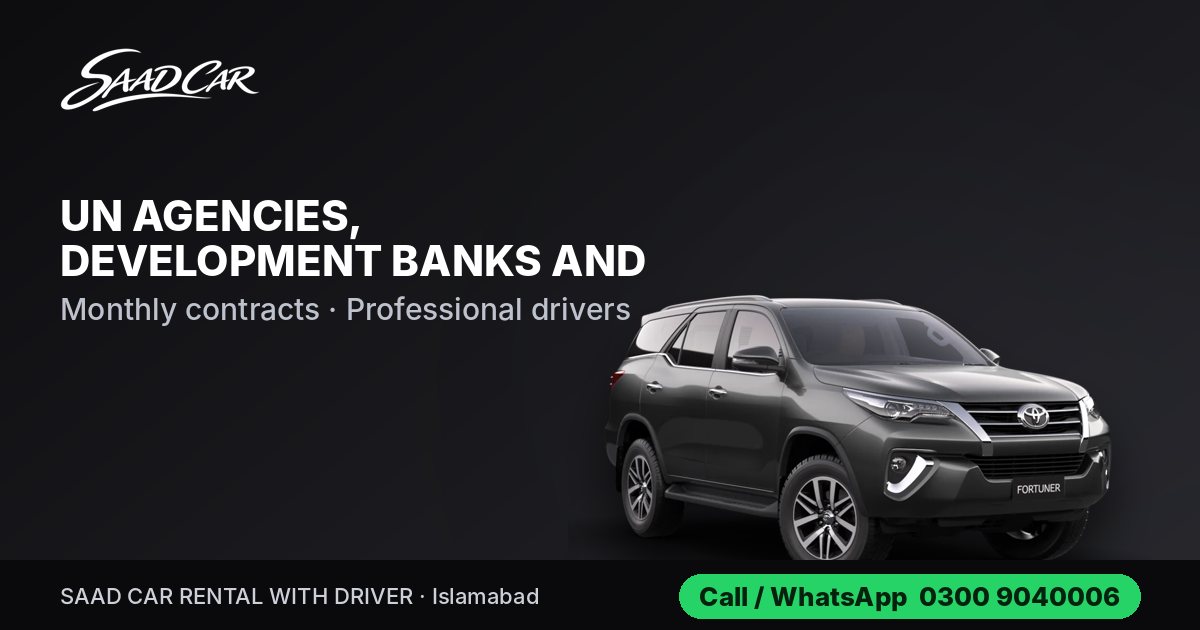 SAAD CAR
UN AGENCIES,
DEVELOPMENT BANKS AND
Monthly contracts · Professional drivers
FORTUNER
SAAD CAR RENTAL WITH DRIVER · Islamabad
Call / WhatsApp 0300 9040006